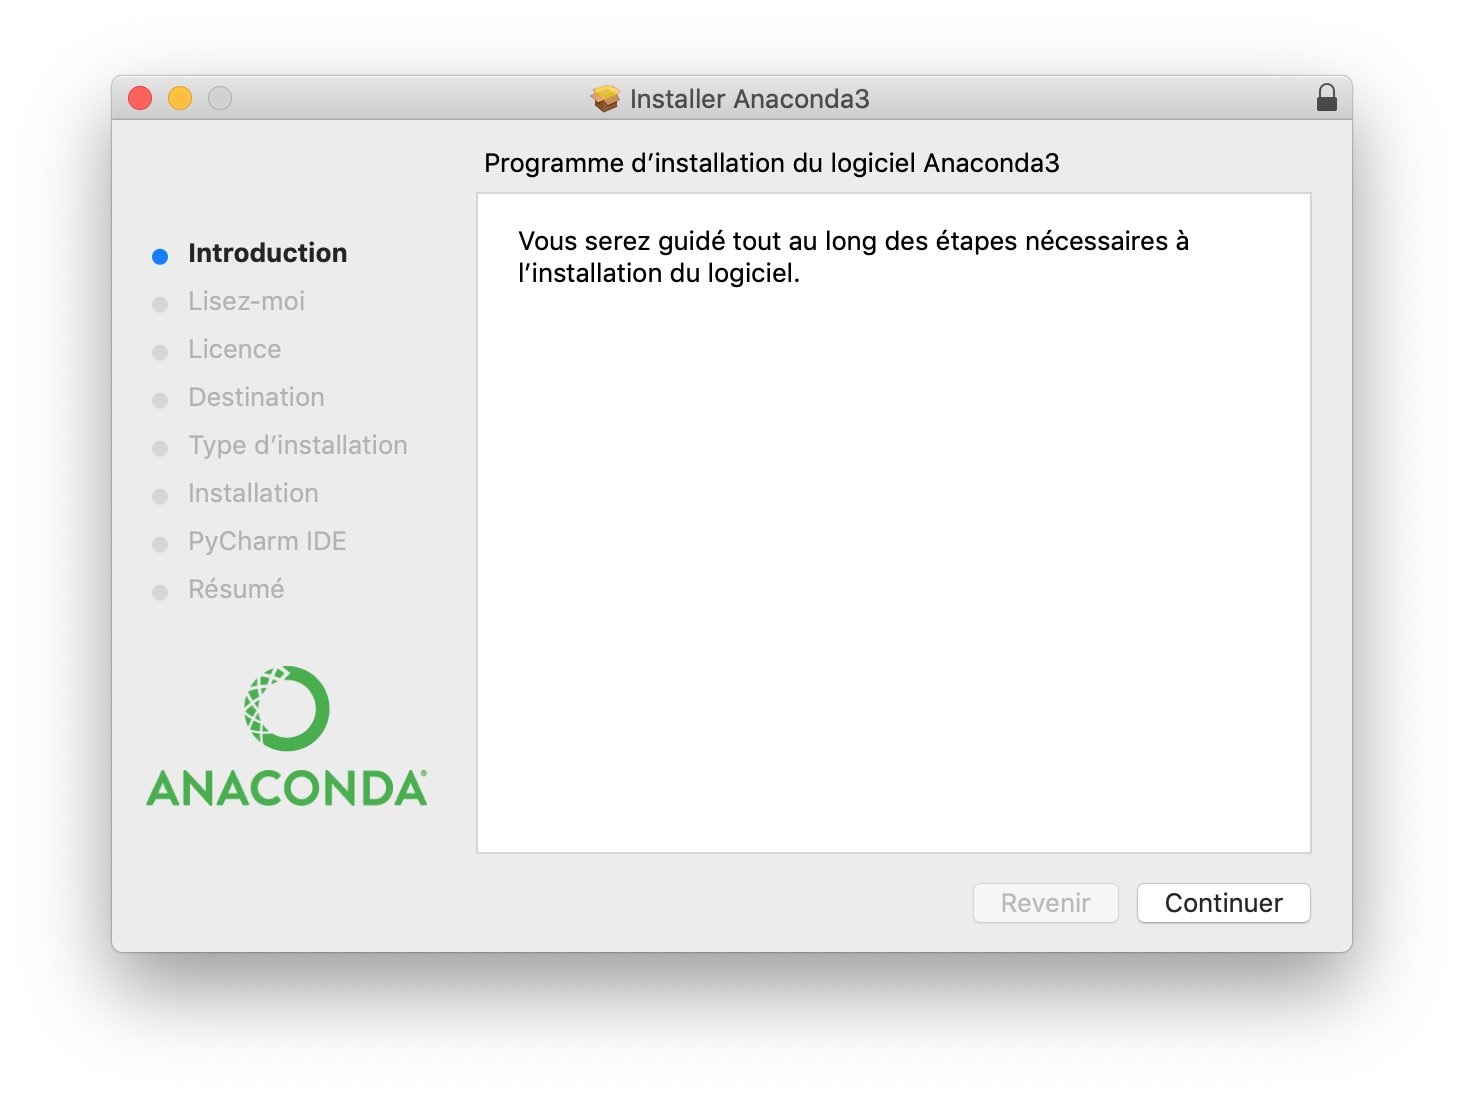 Installer Anaconda3
Programme d’installation du logiciel Anaconda3
Introduction
Lisez-moi
Licence
Destination
Type d’installation
Installation
PyCharm IDE
Résumé
ANACONDA®
Vous serez guidé tout au long des étapes nécessaires à
l’installation du logiciel.
Revenir
Continuer